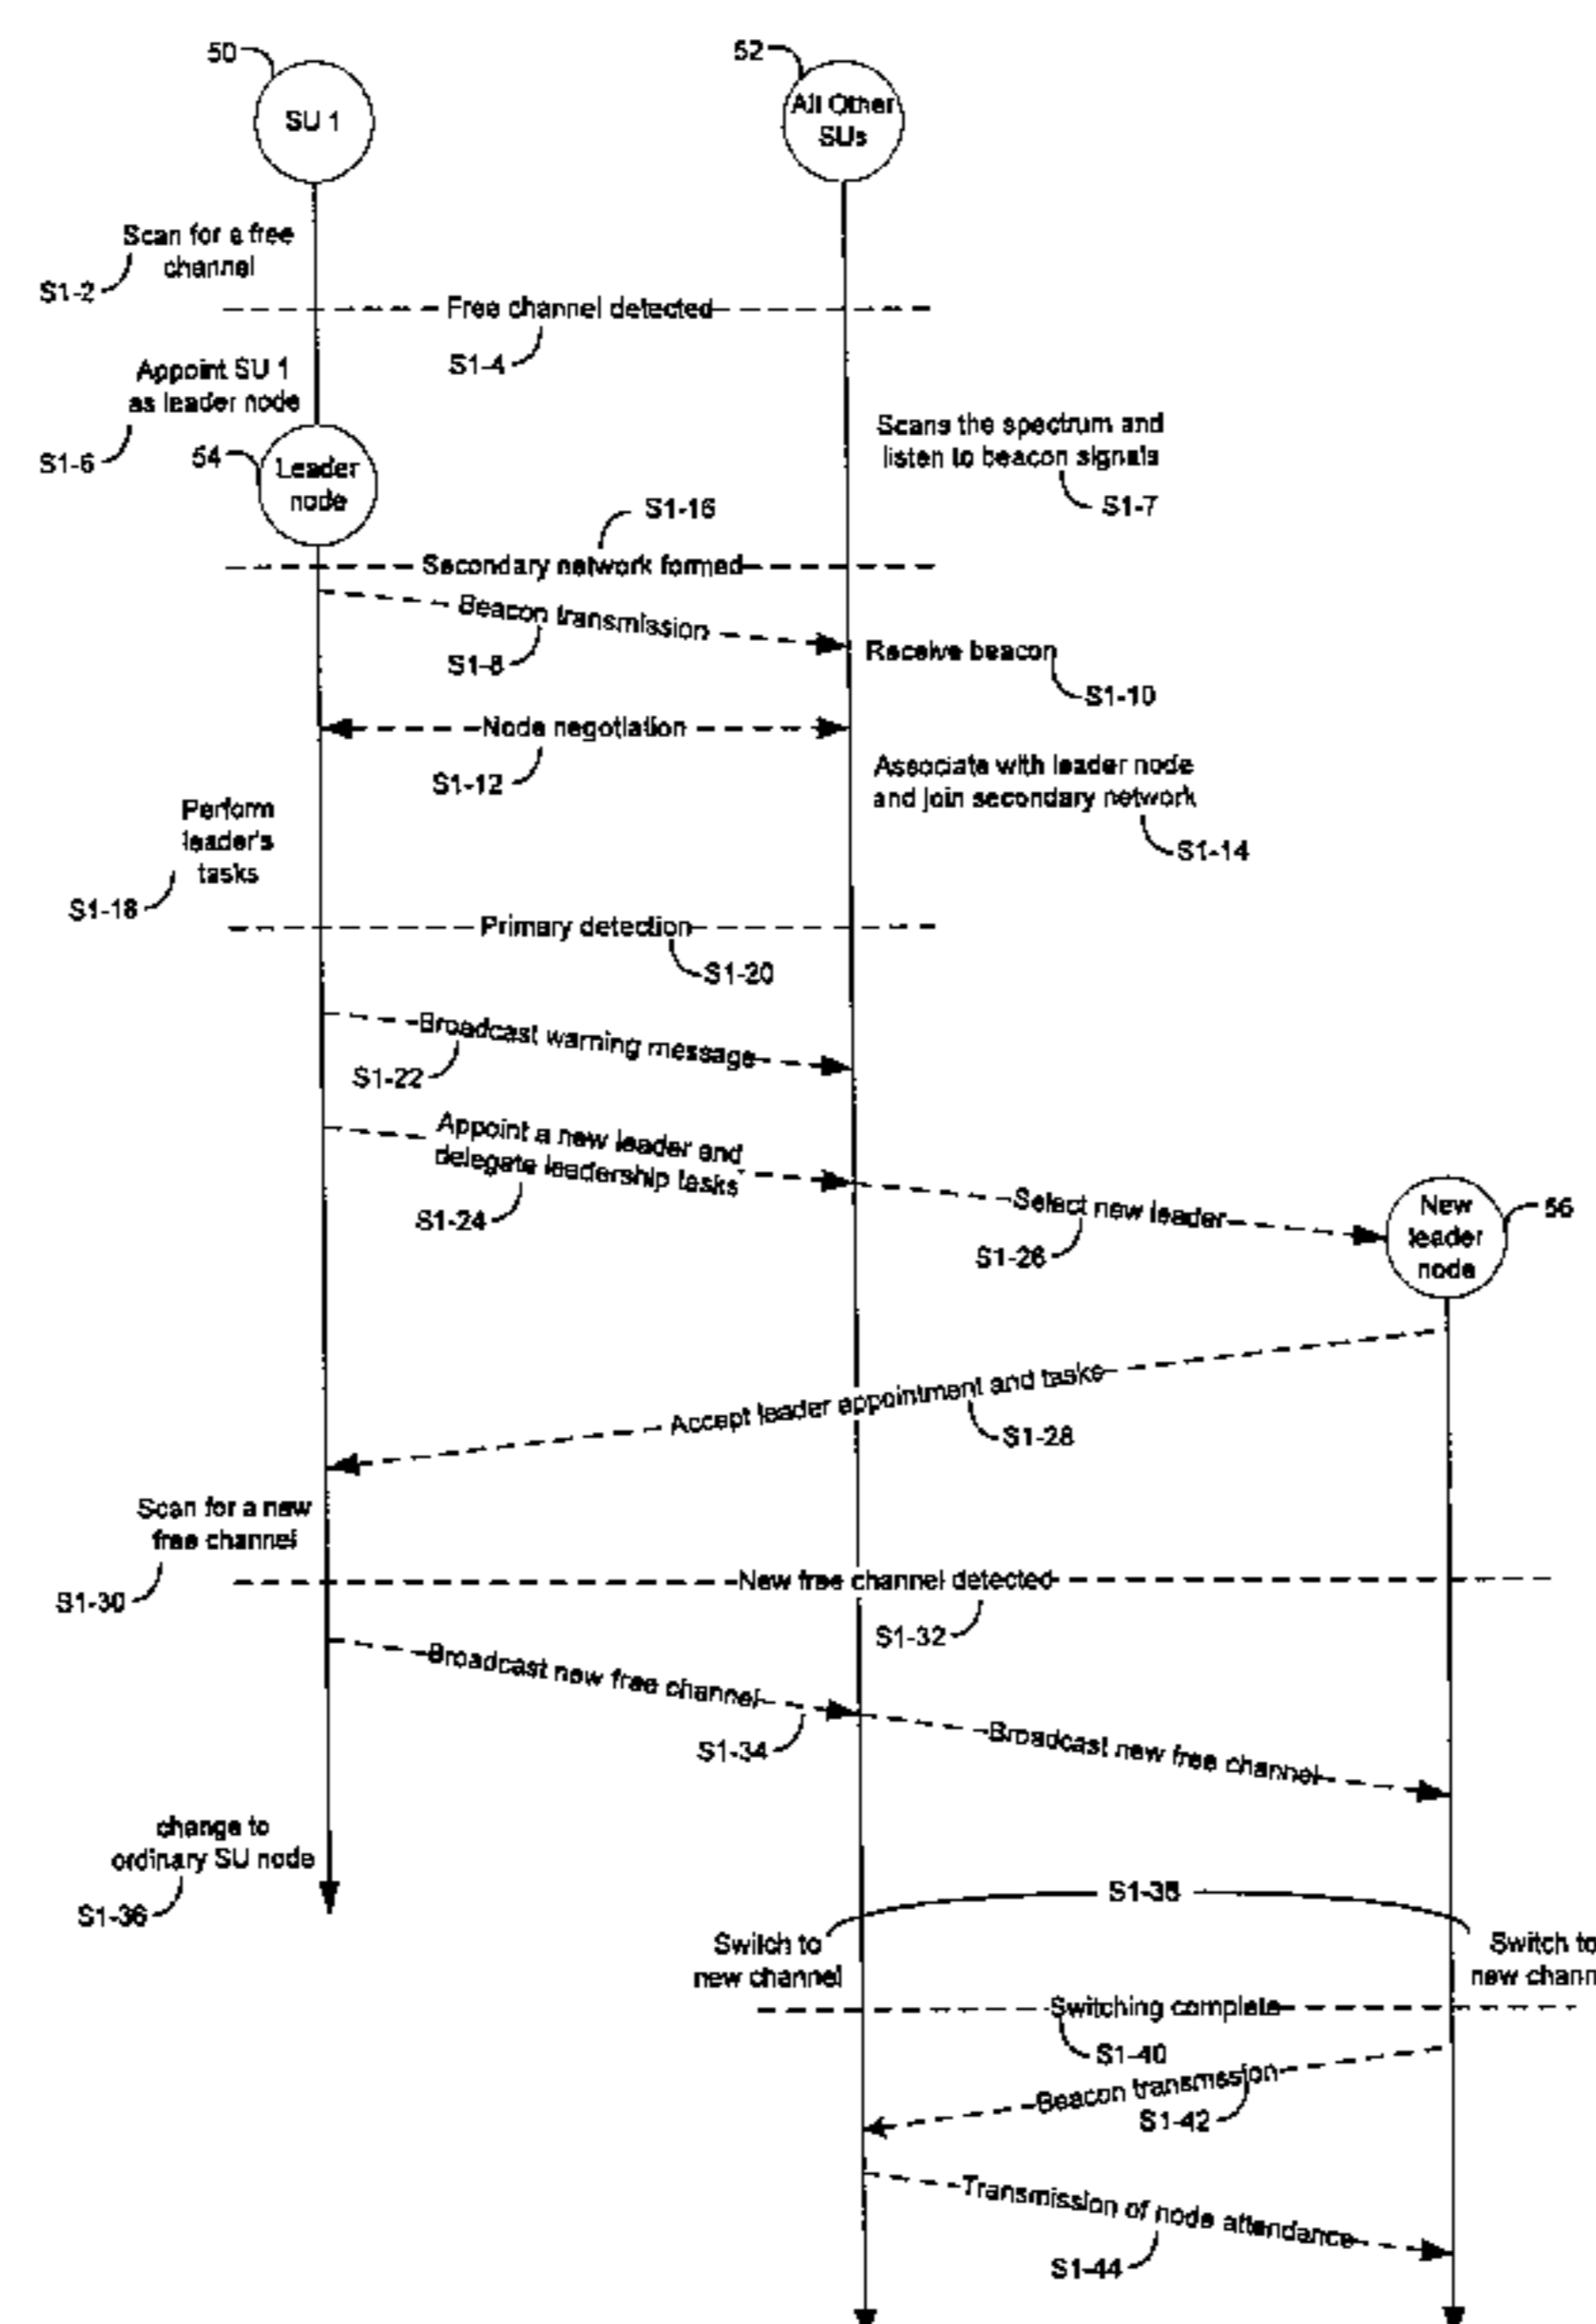 50
52
SU 1
All Other
SUs
Scan for a free
channel
S1-2
Free channel detected
S1-4
Appoint SU 1
as leader node
S1-6
54
Leader
node
Scans the spectrum and
listen to beacon signals
S1-7
S1-16
Secondary network formed
Beacon transmission
S1-8
Receive beacon
S1-10
Node negotiation
S1-12
Associate with leader node
and join secondary network
S1-14
Perform
leader's
tasks
S1-18
Primary detection
S1-20
Broadcast warning message
S1-22
Appoint a new leader and
delegate leadership tasks
S1-24
Select new leader
S1-26
New
leader
node
56
Accept leader appointment and tasks
S1-28
Scan for a new
free channel
S1-30
New free channel detected
S1-32
Broadcast new free channel
S1-34
Broadcast new free channel
change to
ordinary SU node
S1-36
S1-38
Switch to
new channel
Switch to
new chann
Switching complete
S1-40
Beacon transmission
S1-42
Transmission of node attendance
S1-44